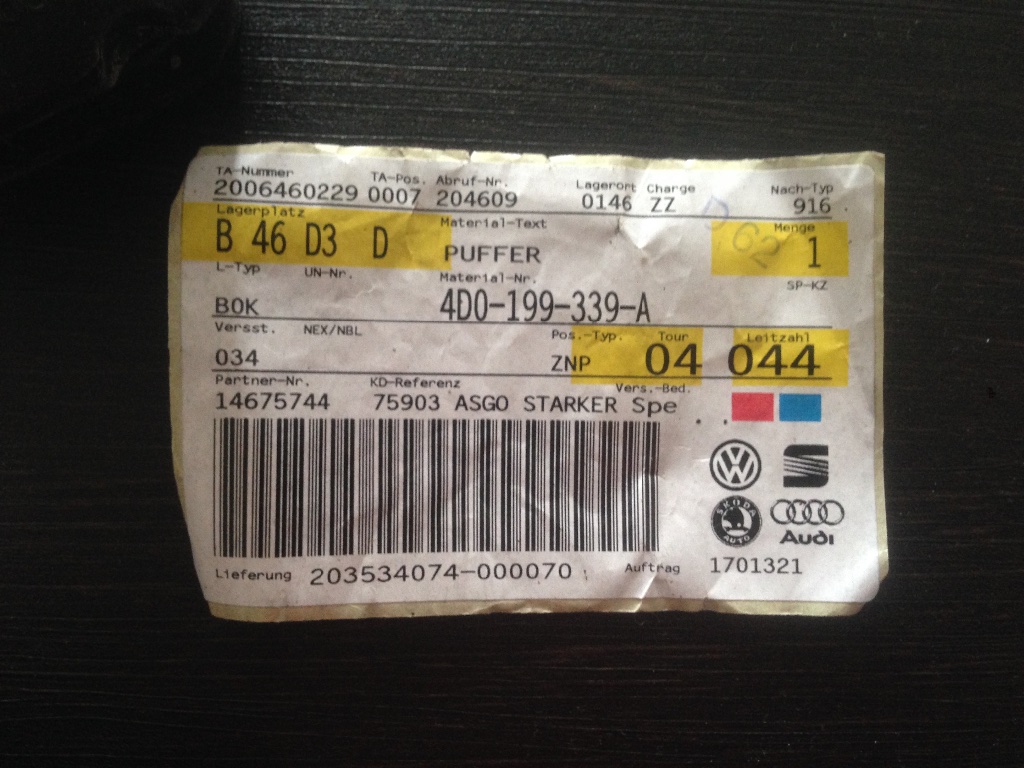 TA-Nummer TA-Pos. Abruf-Nr. Lagerort Charge Nach-Typ
2006460229 0007 204609 0146 ZZ 916
Lagerplatz Material-Text Menge
B 46 D3 D PUFFER 1
L-Typ UN-Nr. Material-Nr. SP-KZ
BOK 4D0-199-339-A
Versst. NEX/NBL Pos.-Typ. Tour Leitzahl
034 ZNP 04 044
Partner-Nr. KD-Referenz Vers.-Bed.
14675744 75903 ASGO STARKER Spe
SKODA
AUTO
Audi
Lieferung 203534074-000070 Auftrag 1701321